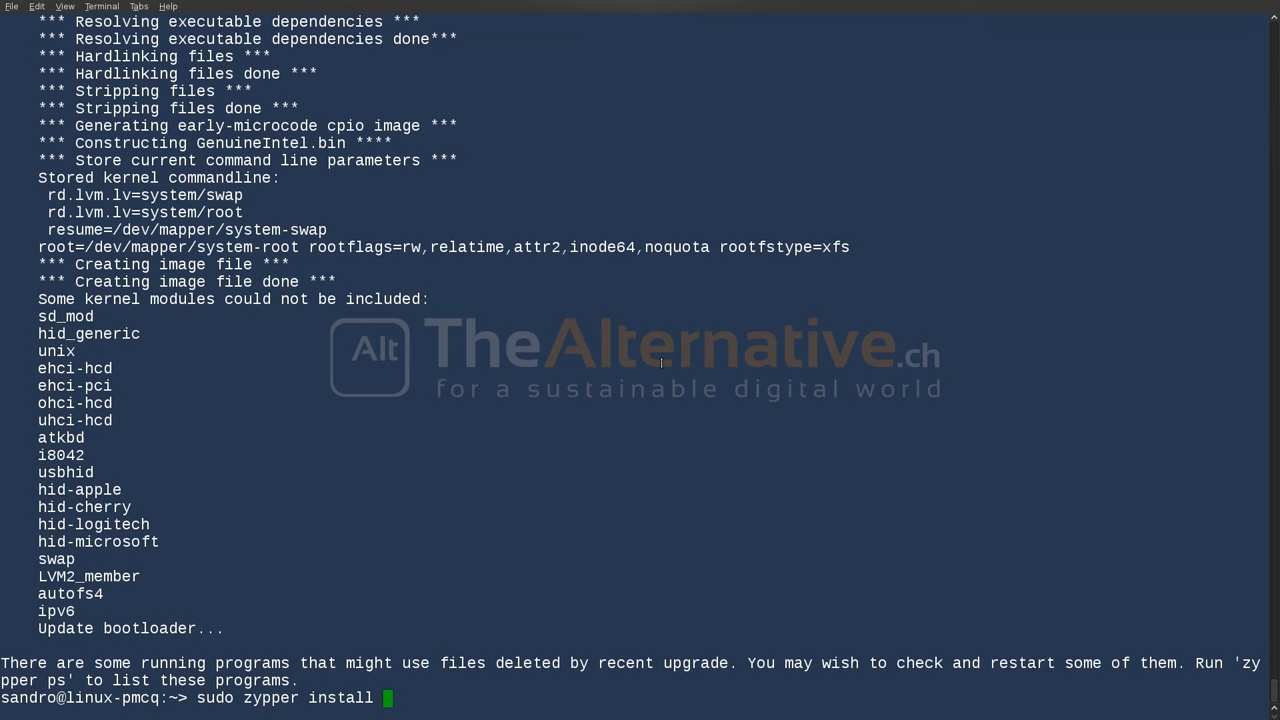 File Edit View Terminal Tabs Help
*** Resolving executable dependencies ***
*** Resolving executable dependencies done***
*** Hardlinking files ***
*** Hardlinking files done ***
*** Stripping files ***
*** Stripping files done ***
*** Generating early-microcode cpio image ***
*** Constructing GenuineIntel.bin ****
*** Store current command line parameters ***
Stored kernel commandline:
rd.lvm.lv=system/swap
rd.lvm.lv=system/root
resume=/dev/mapper/system-swap
root=/dev/mapper/system-root rootflags=rw,relatime,attr2,inode64,noquota rootfstype=xfs
*** Creating image file ***
*** Creating image file done ***
Some kernel modules could not be included:
sd_mod
hid_generic
unix
ehci-hcd
ehci-pci
ohci-hcd
uhci-hcd
atkbd
i8042
usbhid
hid-apple
hid-cherry
hid-logitech
hid-microsoft
swap
LVM2_member
autofs4
ipv6
Update bootloader...
Alt TheAlternative.ch
for a sustainable digital world
There are some running programs that might use files deleted by recent upgrade. You may wish to check and restart some of them. Run 'zy
pper ps' to list these programs.
sandro@linux-pmcq:~> sudo zypper install